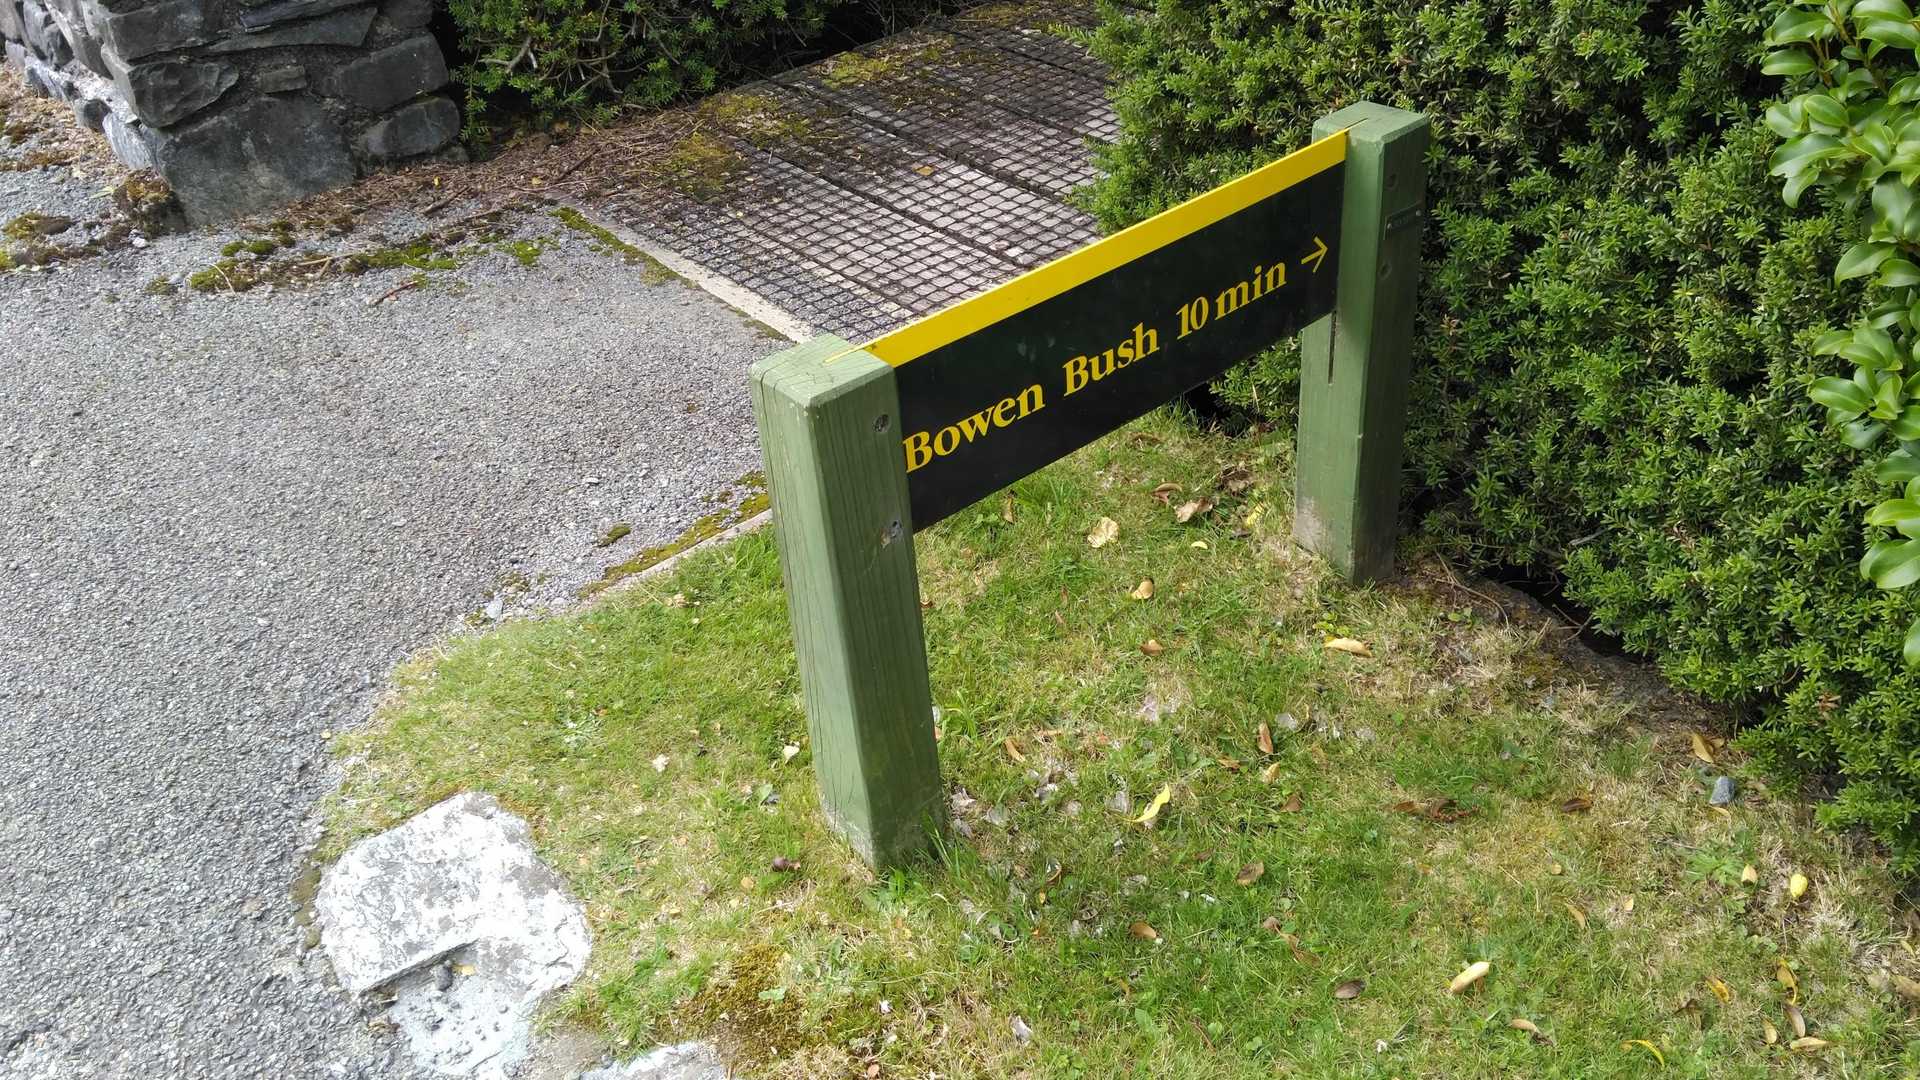 Bowen Bush 10 min →